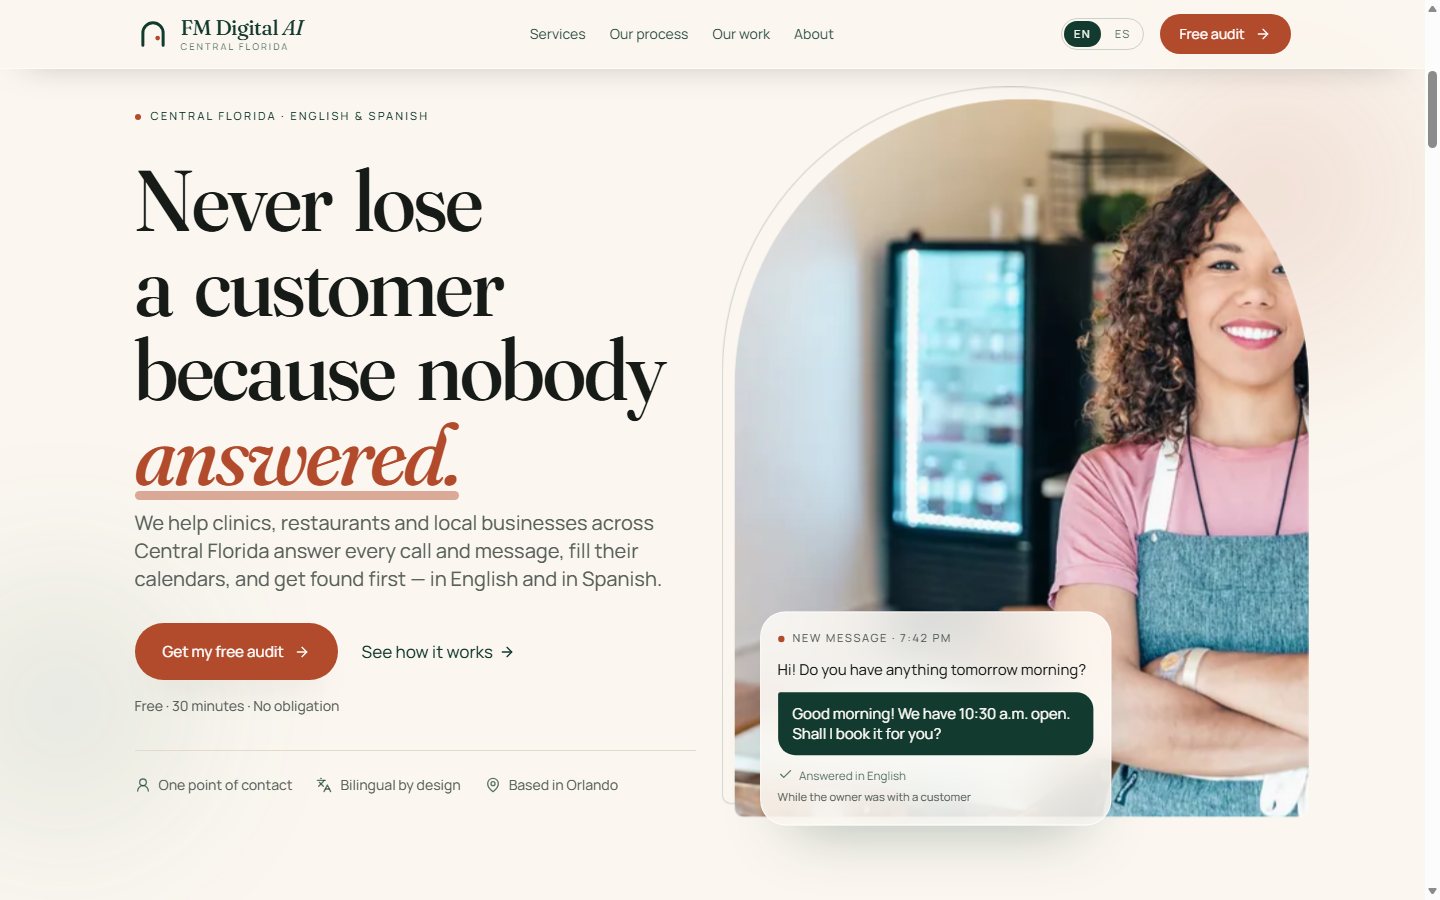 FM Digital AI
CENTRAL FLORIDA
Services
Our process
Our work
About
EN
ES
Free audit
CENTRAL FLORIDA · ENGLISH & SPANISH
Never lose
a customer
because nobody
answered.
We help clinics, restaurants and local businesses across
Central Florida answer every call and message, fill their
calendars, and get found first — in English and in Spanish.
Get my free audit
See how it works
Free · 30 minutes · No obligation
One point of contact
Bilingual by design
Based in Orlando
NEW MESSAGE · 7:42 PM
Hi! Do you have anything tomorrow morning?
Good morning! We have 10:30 a.m. open.
Shall I book it for you?
Answered in English
While the owner was with a customer